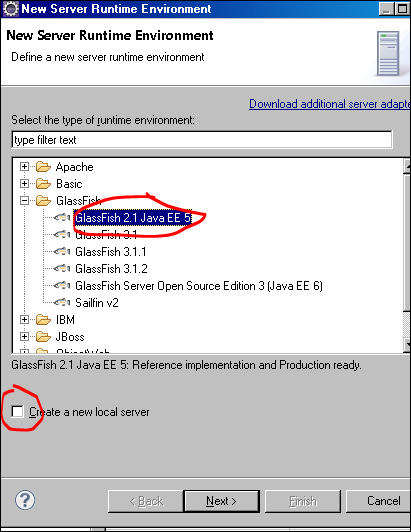 New Server Runtime Environment
New Server Runtime Environment
Define a new server runtime environment
Download additional server adapte
Select the type of runtime environment:
type filter text
Apache
Basic
GlassFish
GlassFish 2.1 Java EE 5
GlassFish 3.1
GlassFish 3.1.1
GlassFish 3.1.2
GlassFish Server Open Source Edition 3 (Java EE 6)
Sailfin v2
IBM
JBoss
ObjectWeb
GlassFish 2.1 Java EE 5: Reference implementation and Production ready.
Create a new local server
? < Back Next > Finish Cancel